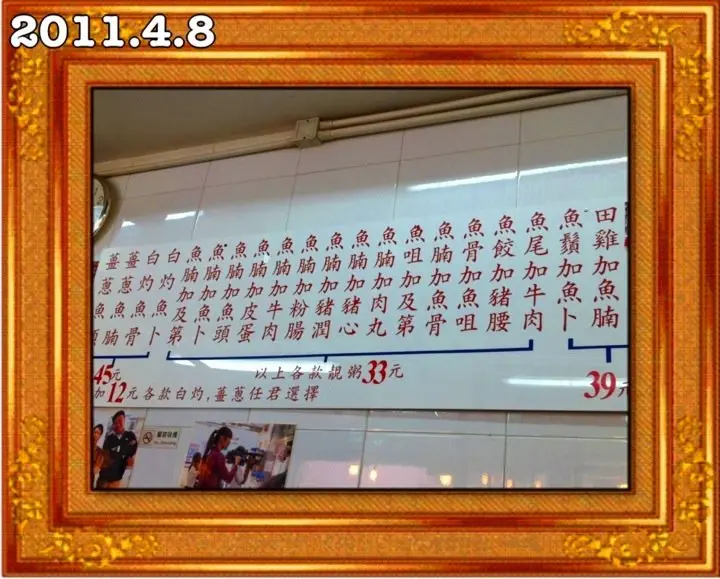 2011.4.8
田雞加魚腩
魚鬚加魚卜
魚尾加牛肉
魚餃加豬腰
魚骨加魚咀
魚腩加魚骨
魚咀加及第
魚腩加肉丸
魚腩加豬心
魚腩加豬潤
魚腩加粉腸
魚腩加牛肉
魚腩加皮蛋
魚腩加魚頭
魚腩加魚卜
魚腩加及第
白灼魚卜
白灼魚骨
薑蔥魚腩
薑蔥魚頭
39元
以上各款靚粥33元
45元
加12元各款白灼,薑蔥任君選擇